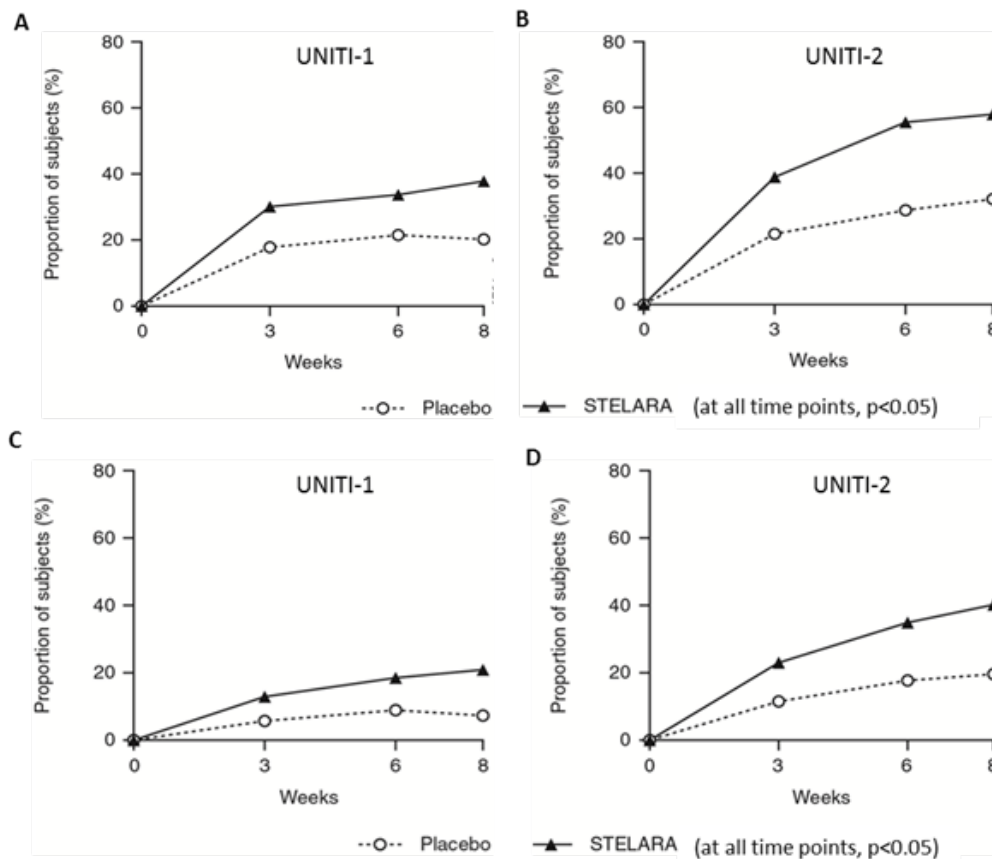 A
UNITI-1
Proportion of subjects (%)
80
60
40
20
0
0 3 6 8
Weeks
B
UNITI-2
Proportion of subjects (%)
80
60
40
20
0
0 3 6 8
Weeks
Placebo STELARA (at all time points, p<0.05)
C
UNITI-1
Proportion of subjects (%)
80
60
40
20
0
0 3 6 8
Weeks
D
UNITI-2
Proportion of subjects (%)
80
60
40
20
0
0 3 6 8
Weeks
Placebo STELARA (at all time points, p<0.05)